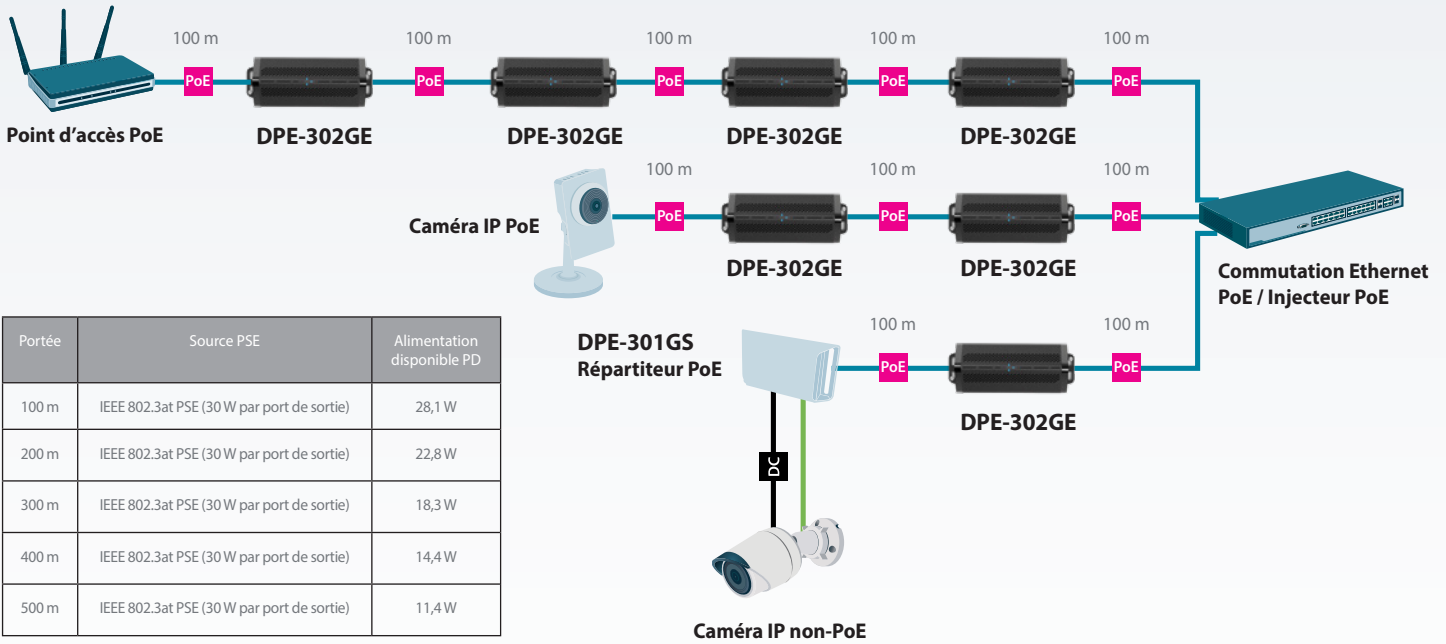 100 m
100 m
100 m
100 m
100 m
PoE
PoE
PoE
PoE
PoE
Point d’accès PoE
DPE-302GE
DPE-302GE
DPE-302GE
DPE-302GE
100 m
100 m
100 m
Caméra IP PoE
PoE
PoE
PoE
DPE-302GE
DPE-302GE
Commutation Ethernet
PoE / Injecteur PoE
DPE-301GS
Répartiteur PoE
100 m
100 m
PoE
PoE
DPE-302GE
DC
Caméra IP non-PoE
Portée Source PSE Alimentation
disponible PD
100 m IEEE 802.3at PSE (30 W par port de sortie) 28,1 W
200 m IEEE 802.3at PSE (30 W par port de sortie) 22,8 W
300 m IEEE 802.3at PSE (30 W par port de sortie) 18,3 W
400 m IEEE 802.3at PSE (30 W par port de sortie) 14,4 W
500 m IEEE 802.3at PSE (30 W par port de sortie) 11,4 W